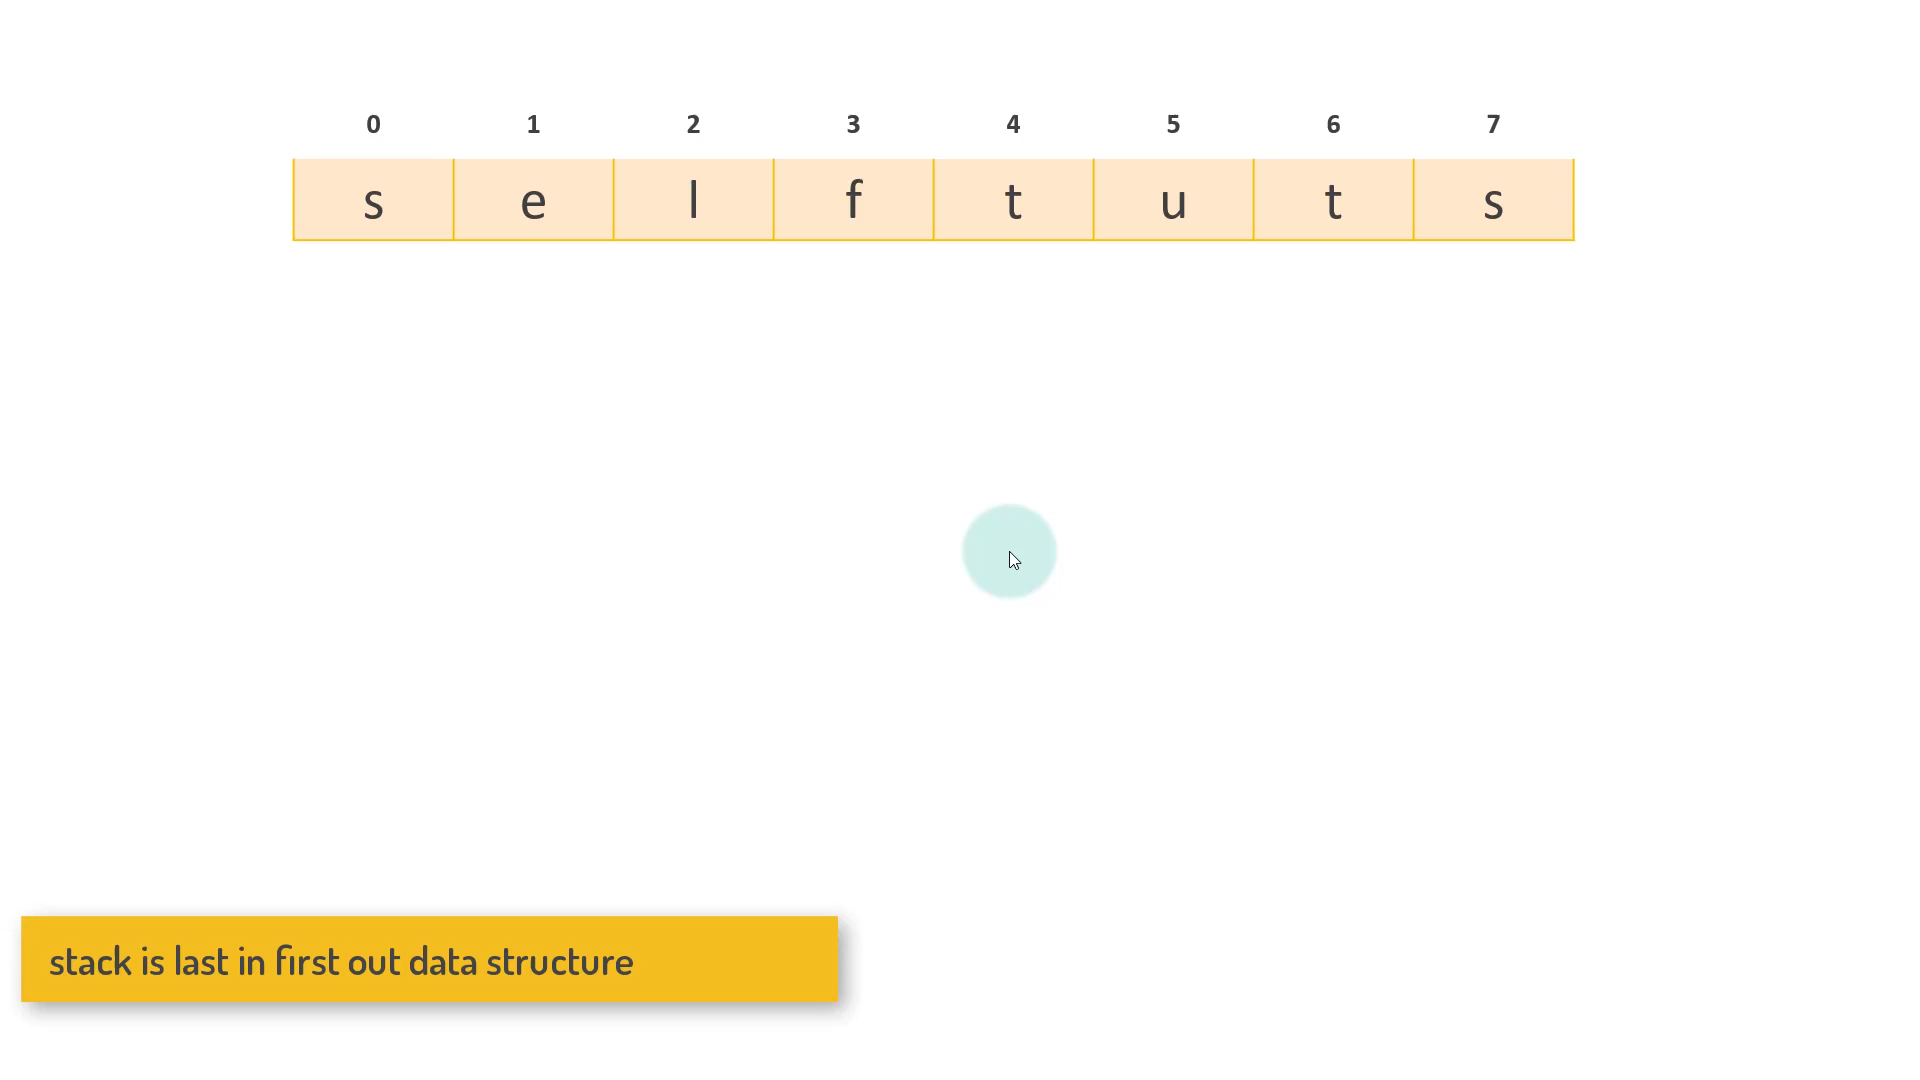 0 1 2 3 4 5 6 7
s e l f t u t s
stack is last in first out data structure